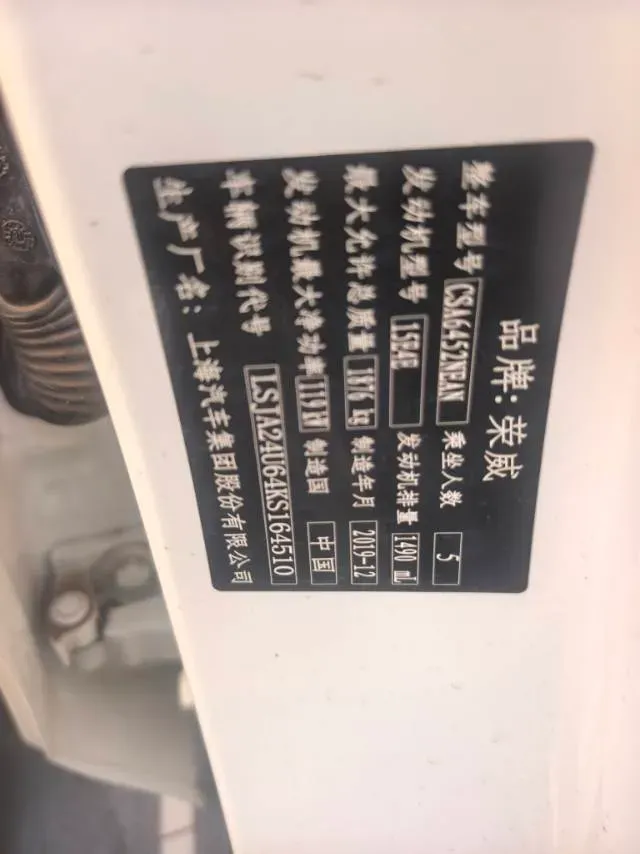 品牌：荣威
整车型号 CSA6452NEAN 乘坐人数 5
发动机型号 15E4E 发动机排量 1490 mL
最大允许总质量 1876 kg 制造年月 2019-12
发动机最大净功率 119 kW 制造国 中国
车辆识别代号 LSJA24U64KS164510
生产厂名：上海汽车集团股份有限公司